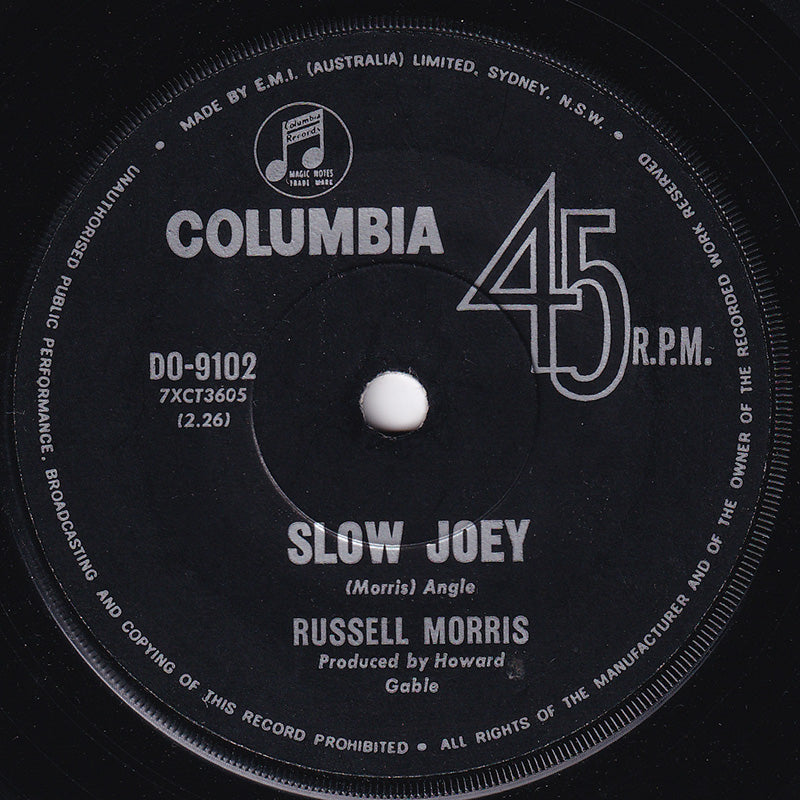 MADE BY E.M.I. (AUSTRALIA) LIMITED. SYDNEY. N.S.W.
Columbia
Records
MAGIC NOTES
TRADE MARK
COLUMBIA
45 R.P.M.
DO-9102
7XCT3605
(2.26)
SLOW JOEY
(Morris) Angle
RUSSELL MORRIS
Produced by Howard
Gable
UNAUTHORISED PUBLIC PERFORMANCE. BROADCASTING AND COPYING OF THIS RECORD PROHIBITED • ALL RIGHTS OF THE MANUFACTURER AND OF THE OWNER OF THE RECORDED WORK RESERVED